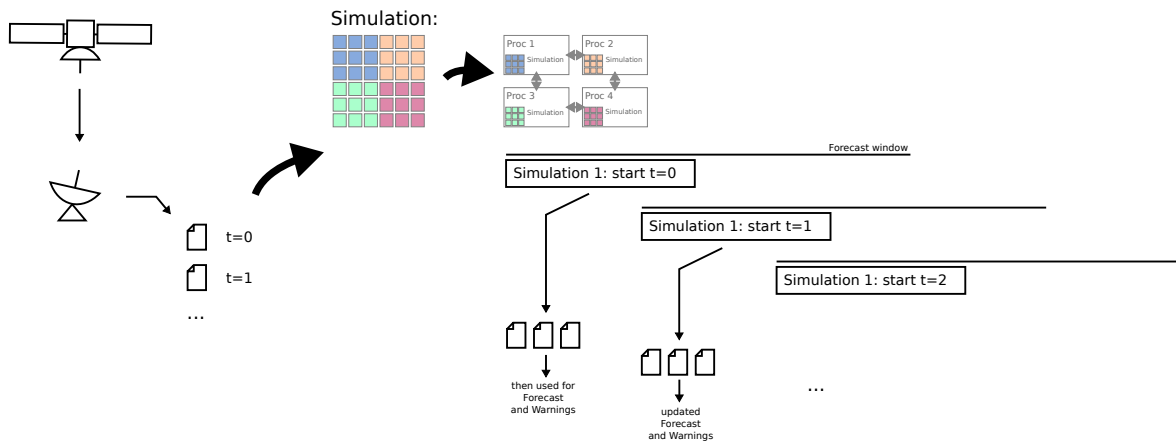 Simulation:
Proc 1
Simulation
Proc 2
Simulation
Proc 3
Simulation
Proc 4
Simulation
Forecast window
Simulation 1: start t=0
Simulation 1: start t=1
t=0
Simulation 1: start t=2
t=1
...
then used for
Forecast
and Warnings
...
updated
Forecast
and Warnings